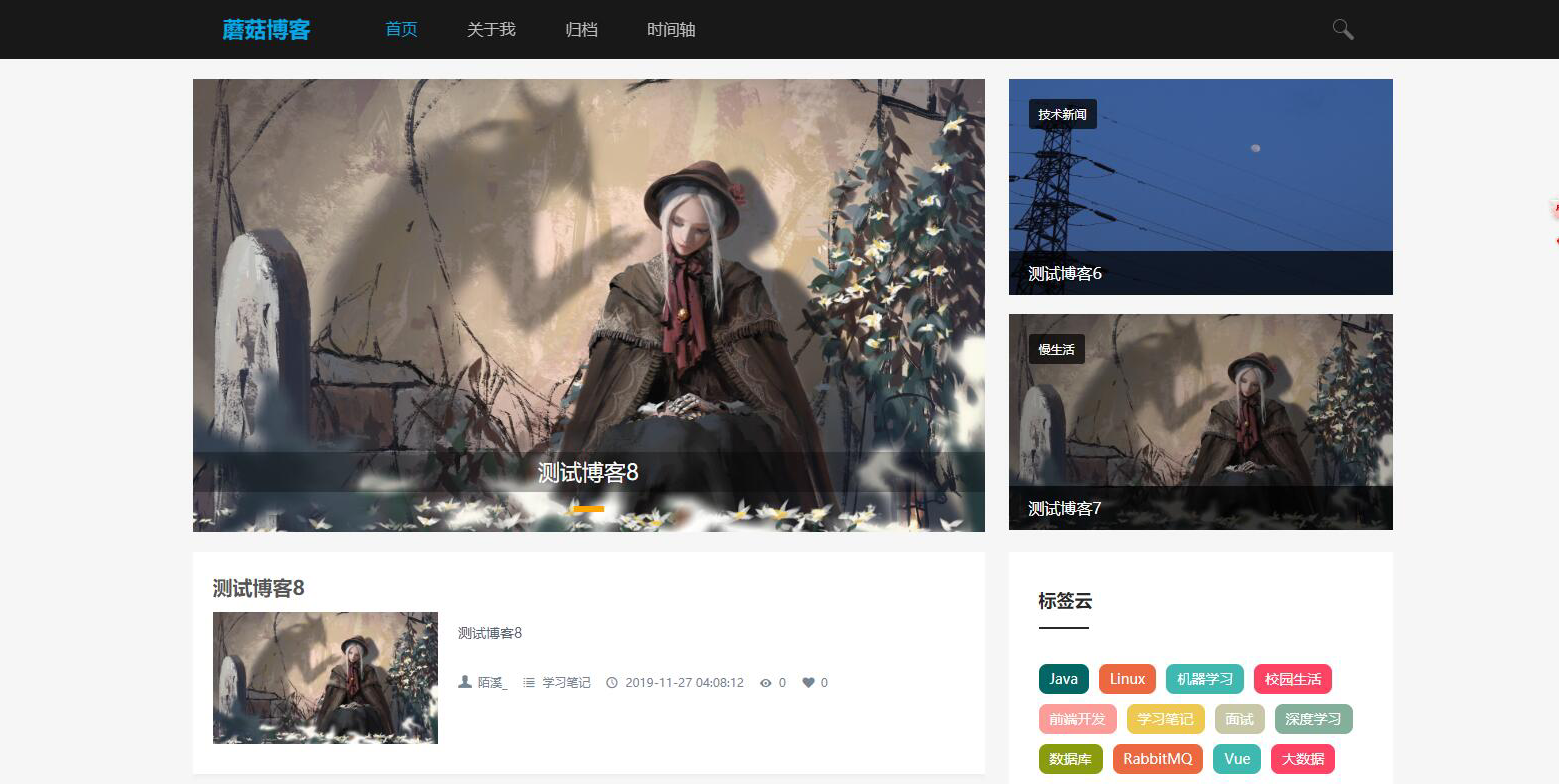 蘑菇博客
首页 关于我 归档 时间轴
测试博客8
技术新闻
测试博客6
慢生活
测试博客7
测试博客8
测试博客8
陌溪_ 学习笔记 2019-11-27 04:08:12 0 0
标签云
Java Linux 机器学习 校园生活
前端开发 学习笔记 面试 深度学习
数据库 RabbitMQ Vue 大数据